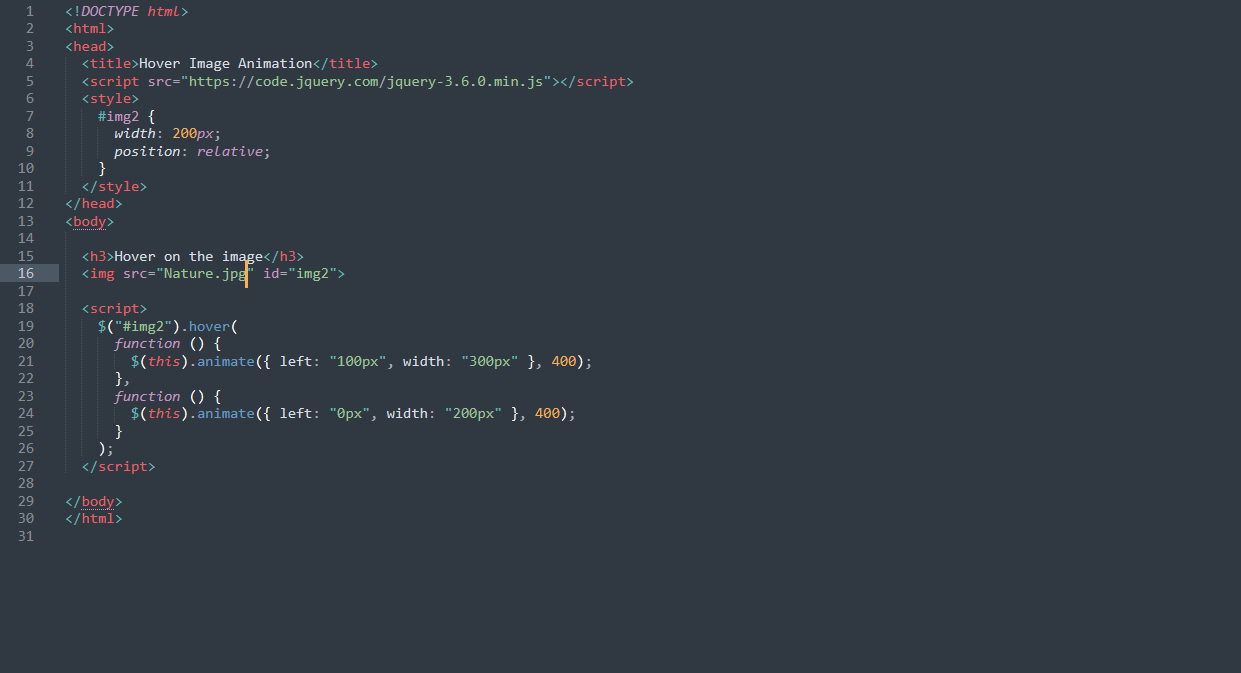 1 <!DOCTYPE html>
2 <html>
3 <head>
4   <title>Hover Image Animation</title>
5   <script src="https://code.jquery.com/jquery-3.6.0.min.js"></script>
6   <style>
7     #img2 {
8       width: 200px;
9       position: relative;
10     }
11   </style>
12 </head>
13 <body>
14
15   <h3>Hover on the image</h3>
16   <img src="Nature.jpg" id="img2">
17
18   <script>
19     $("#img2").hover(
20       function () {
21         $(this).animate({ left: "100px", width: "300px" }, 400);
22       },
23       function () {
24         $(this).animate({ left: "0px", width: "200px" }, 400);
25       }
26     );
27   </script>
28
29 </body>
30 </html>
31